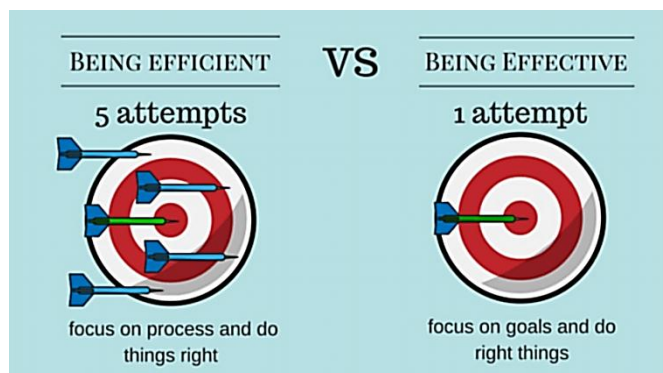 BEING EFFICIENT
VS
BEING EFFECTIVE
5 attempts
1 attempt
focus on process and do
things right
focus on goals and do
right things